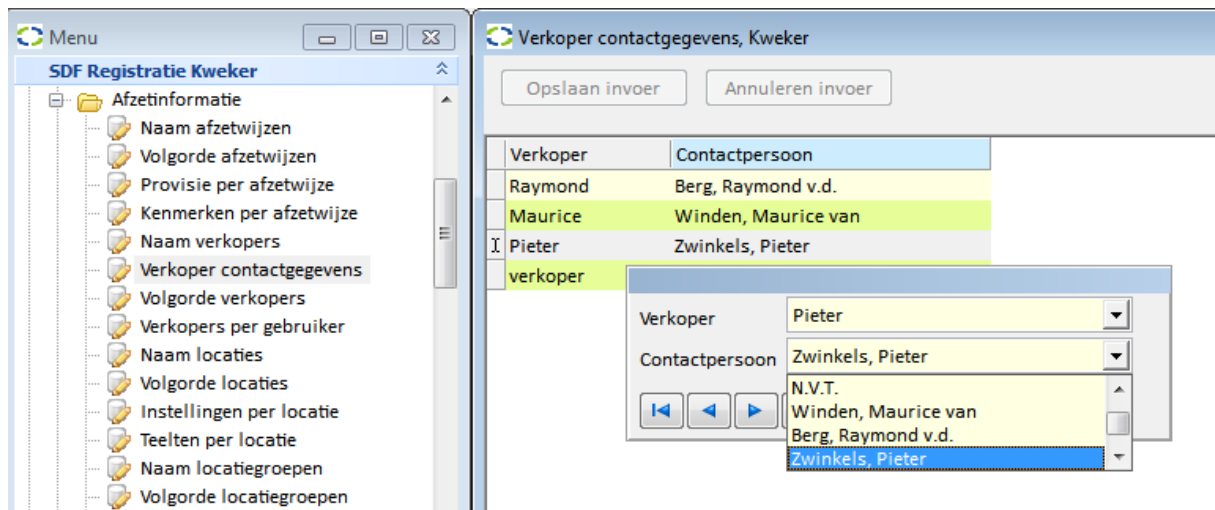 Menu
SDF Registratie Kweker
Afzetinformatie
Naam afzetwijzen
Volgorde afzetwijzen
Provisie per afzetwijze
Kenmerken per afzetwijze
Naam verkopers
Verkoper contactgegevens
Volgorde verkopers
Verkopers per gebruiker
Naam locaties
Volgorde locaties
Instellingen per locatie
Teelten per locatie
Naam locatiegroepen
Volgorde locatiegroepen
Verkoper contactgegevens, Kweker
Opslaan invoer Annuleren invoer
Verkoper Contactpersoon
Raymond Berg, Raymond v.d.
Maurice Winden, Maurice van
Pieter Zwinkels, Pieter
verkoper
Verkoper Pieter
Contactpersoon Zwinkels, Pieter
N.V.T.
Winden, Maurice van
Berg, Raymond v.d.
Zwinkels, Pieter